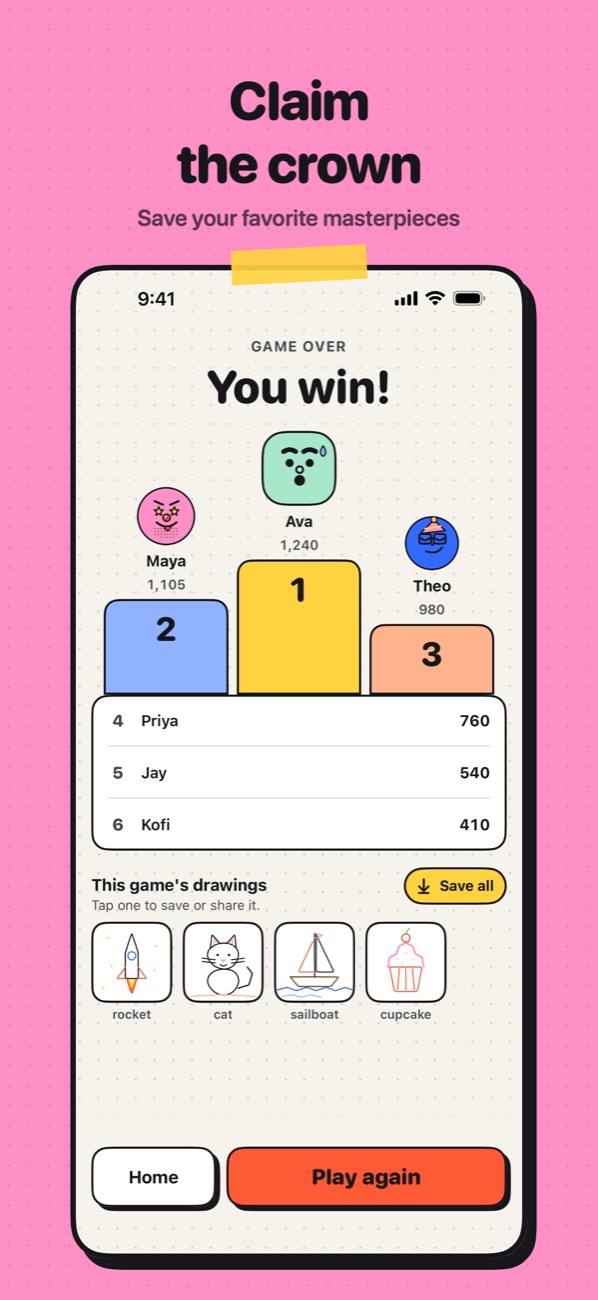 Claim
the crown
Save your favorite masterpieces
9:41
GAME OVER
You win!
Ava
1,240
Maya
1,105
Theo
980
1
2
3
4 Priya 760
5 Jay 540
6 Kofi 410
This game's drawings
Tap one to save or share it.
Save all
rocket
cat
sailboat
cupcake
Home
Play again